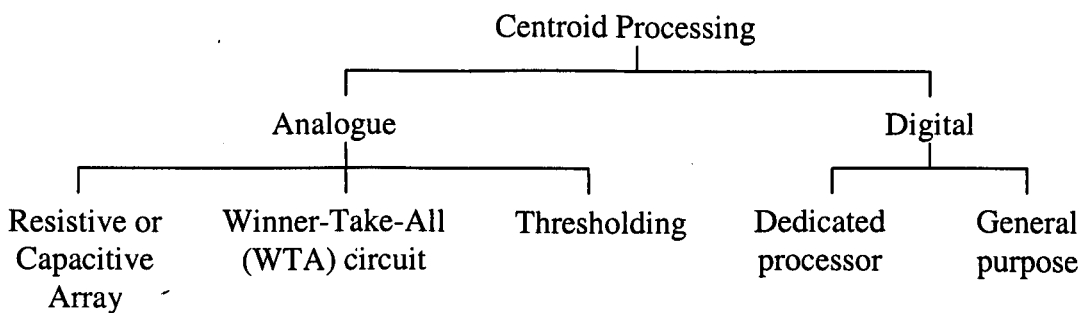 Centroid Processing
Analogue
Digital
Resistive or
Capacitive
Array
Winner-Take-All
(WTA) circuit
Thresholding
Dedicated
processor
General
purpose